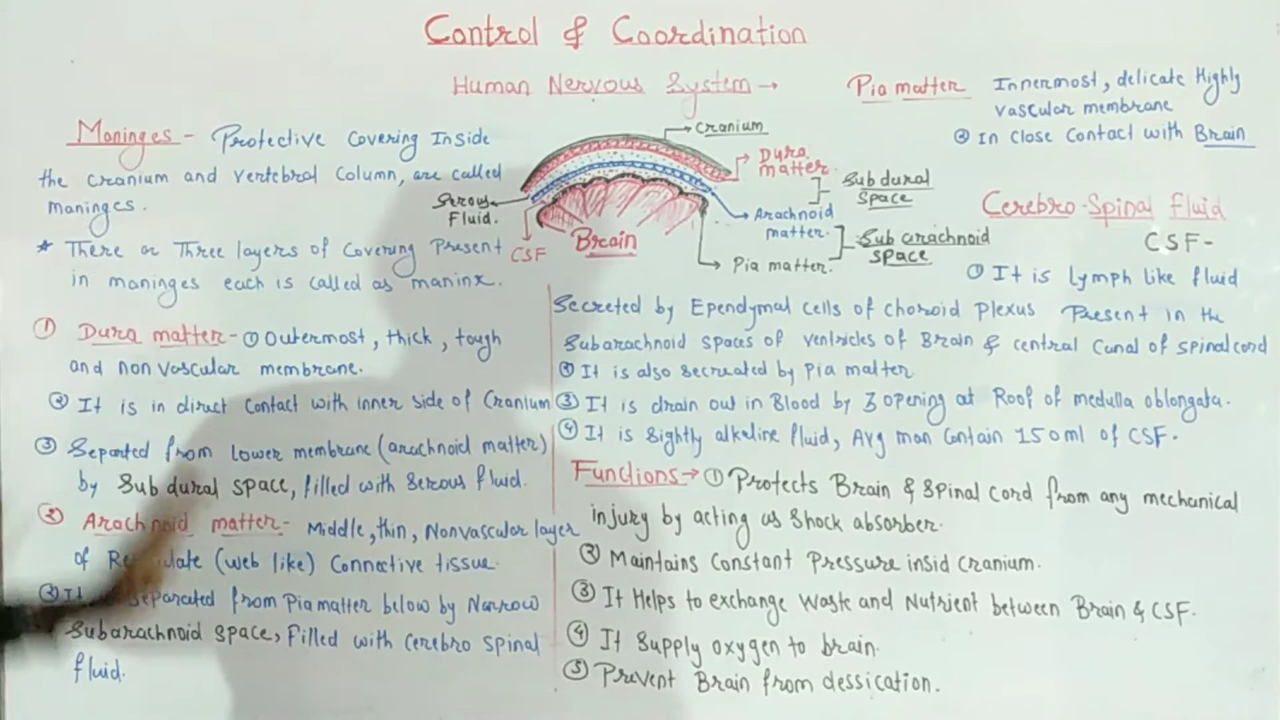 Control & Coordination
Human Nervous System →
Maninges - Protective Covering Inside
the cranium and vertebral column, are called
maninges.
* There or Three layers of Covering Present
in maninges each is called as maninx.
① Dura matter - ① Outermost, thick, tough
and non vascular membrane.
② It is in direct Contact with inner side of Cranium
③ Seperted from Lower membrane (arachnoid matter)
by Sub dural space, filled with Serous fluid.
② Arachnoid matter - Middle, thin, Nonvascular layer
of (web like) Connective tissue.
② It separated from Piamatter below by Narrow
Subarachnoid space, Filled with cerebro spinal
fluid.
Cranium
Dura
matter.
Sub dural
space
Serous
Fluid.
Arachnoid
matter.
Sub arachnoid
space
CSF
Brain
Pia matter.
Pia matter Innermost, delicate Highly
vascular membrane
② In close Contact with Brain
Cerebro-Spinal fluid
CSF-
① It is lymph like fluid
Secreted by Ependymal cells of choroid plexus Present in the
Subarachnoid spaces of ventricles of Brain & central Canal of spinalcord
② It is also secreated by Pia matter
③ It is drain out in Blood by 3 opening at Roof of medulla oblongata.
④ It is sightly alkaline fluid, Avg man Contain 150ml of CSF.
Functions → ① Protects Brain & Spinal Cord from any mechanical
injury by acting as Shock absorber.
② Maintains Constant Pressure insid cranium.
③ It Helps to exchange Waste and Nutrient between Brain & CSF.
④ It Supply oxygen to brain.
⑤ Prevent Brain from dessication.